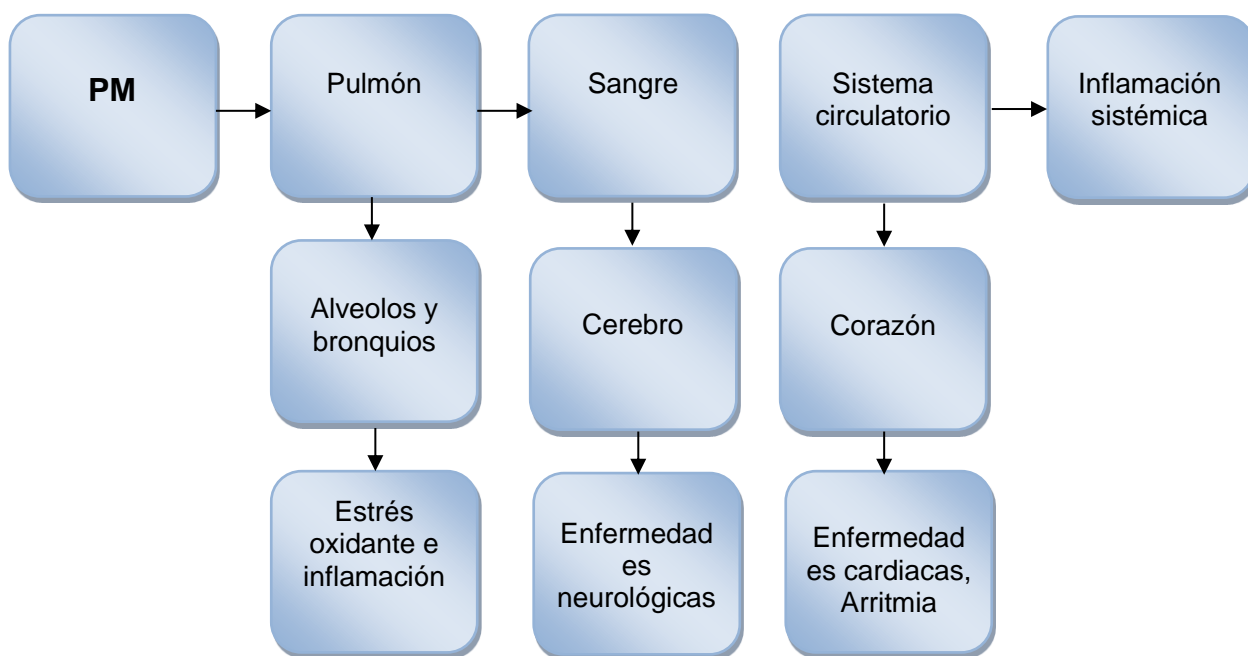 PM
Pulmón
Sangre
Sistema
circulatorio
Inflamación
sistémica
Alveolos y
bronquios
Cerebro
Corazón
Estrés
oxidante e
inflamación
Enfermedad
es
neurológicas
Enfermedad
es cardiacas,
Arritmia